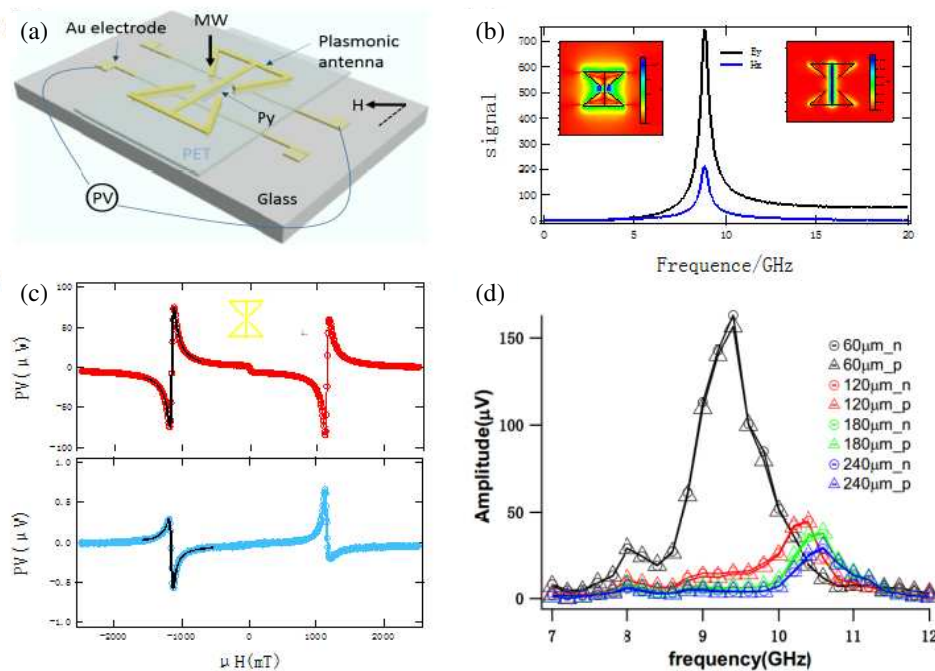 (a)
MW
Au electrode
Plasmonic
antenna
H
Py
PET
PV
Glass
(b)
700
600
500
400
300
200
100
0
signal
Ey
Hx
0
5
10
15
20
Frequence/GHz
(c)
100
50
0
-50
-100
PV(μW)
1.0
0.5
0.0
-0.5
-1.0
PV(μW)
-2000
-1000
0
1000
2000
μH(mT)
(d)
150
100
50
0
Amplitude(μV)
60μm_n
60μm_p
120μm_n
120μm_p
180μm_n
180μm_p
240μm_n
240μm_p
7
8
9
10
11
12
frequency(GHz)